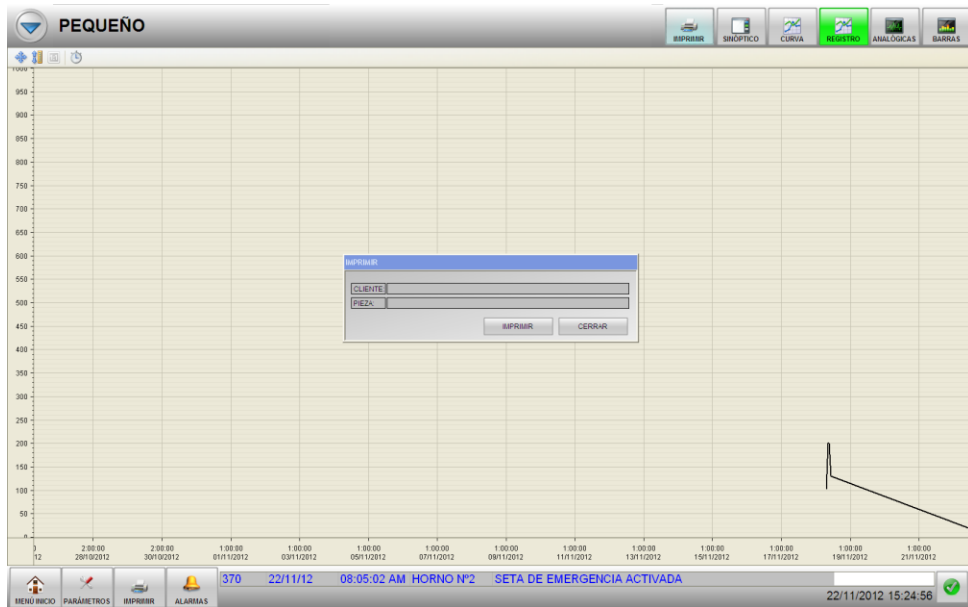 PEQUEÑO
IMPRIMIR SINÓPTICO CURVA REGISTRO ANALÓGICAS BARRAS
1000
950
900
850
800
750
700
650
600
550
500
450
400
350
300
250
200
150
100
50
0
IMPRIMIR
CLIENTE:
PIEZA:
IMPRIMIR CERRAR
2:00:00 2:00:00 1:00:00 1:00:00 1:00:00 1:00:00 1:00:00 1:00:00 1:00:00 1:00:00 1:00:00 1:00:00 1:00:00
12 28/10/2012 30/10/2012 01/11/2012 03/11/2012 05/11/2012 07/11/2012 09/11/2012 11/11/2012 13/11/2012 15/11/2012 17/11/2012 19/11/2012 21/11/2012
370 22/11/12 08:05:02 AM HORNO Nº2 SETA DE EMERGENCIA ACTIVADA
MENÚ INICIO PARÁMETROS IMPRIMIR ALARMAS
22/11/2012 15:24:56